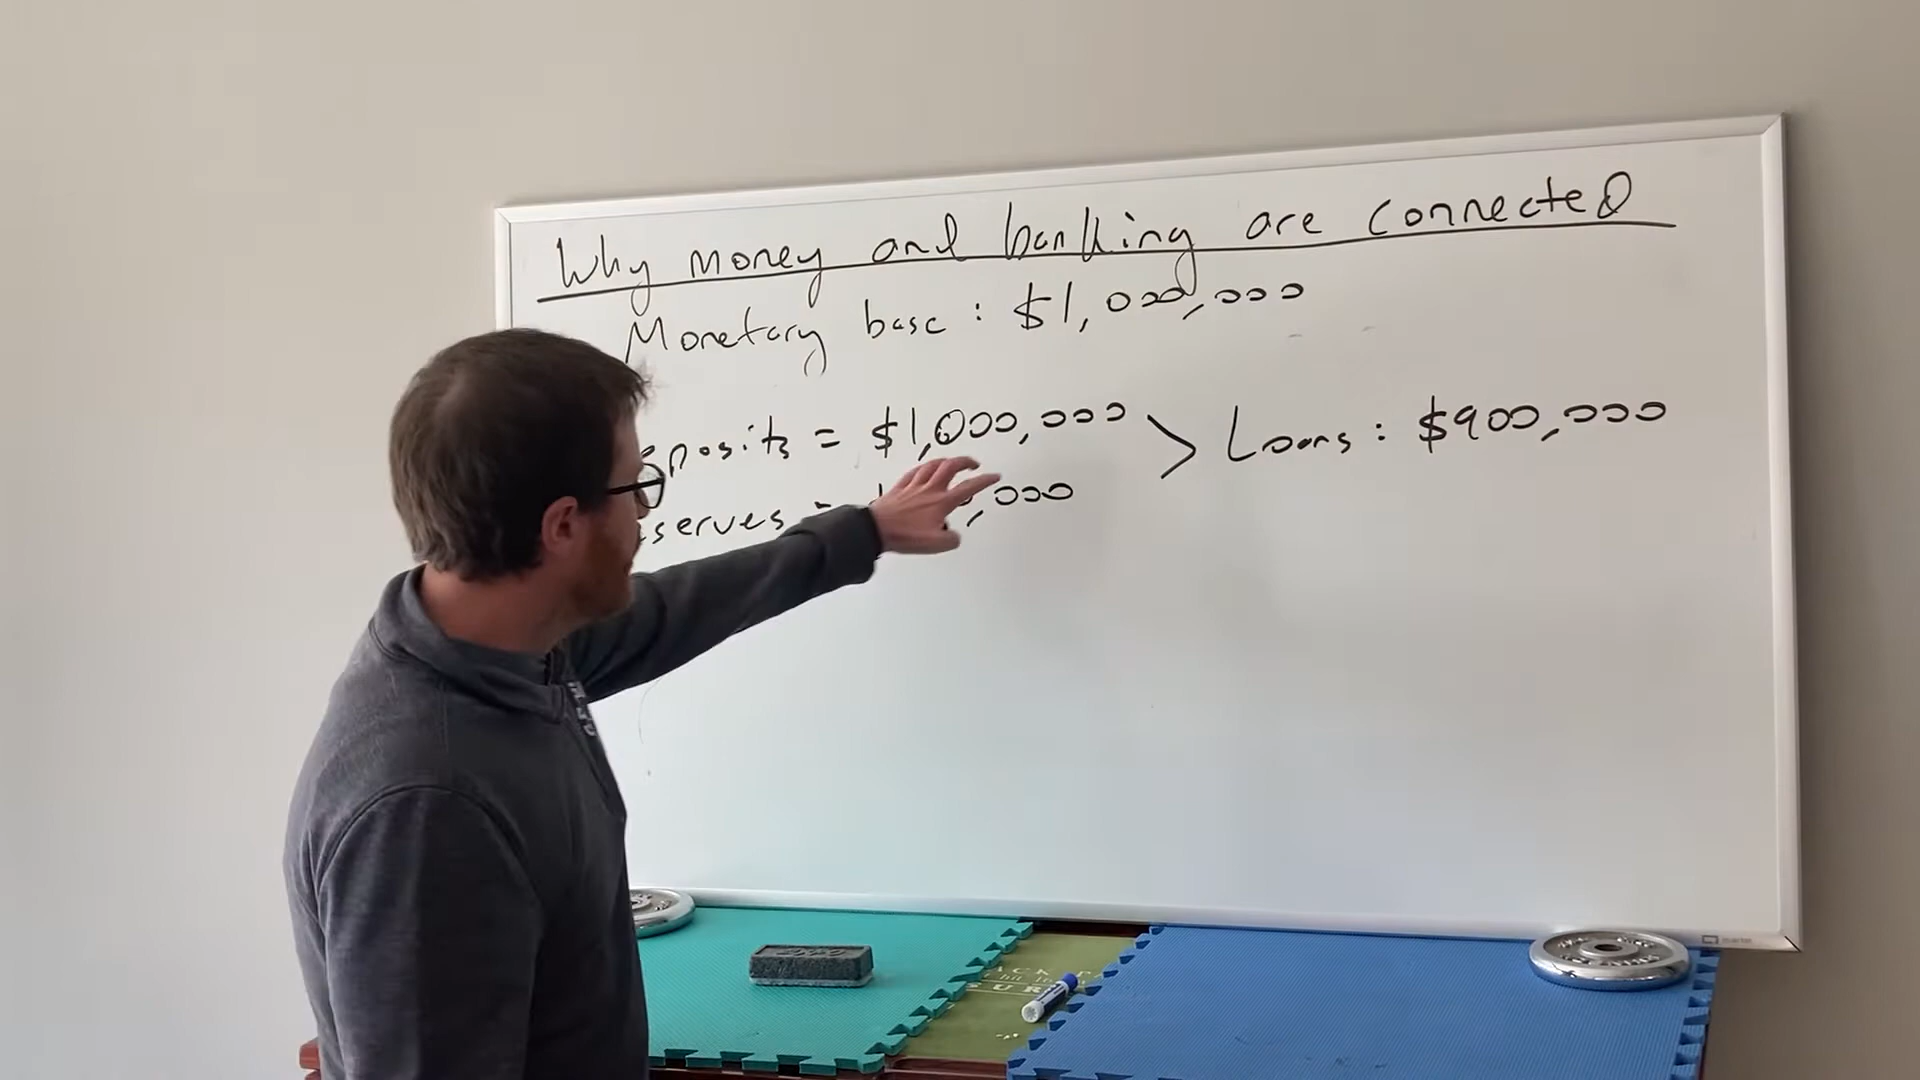 Why money and banking are connected
Monetary base : $1,000,000
posits = $1,000,000 > Loans : $900,000
serves = ,000